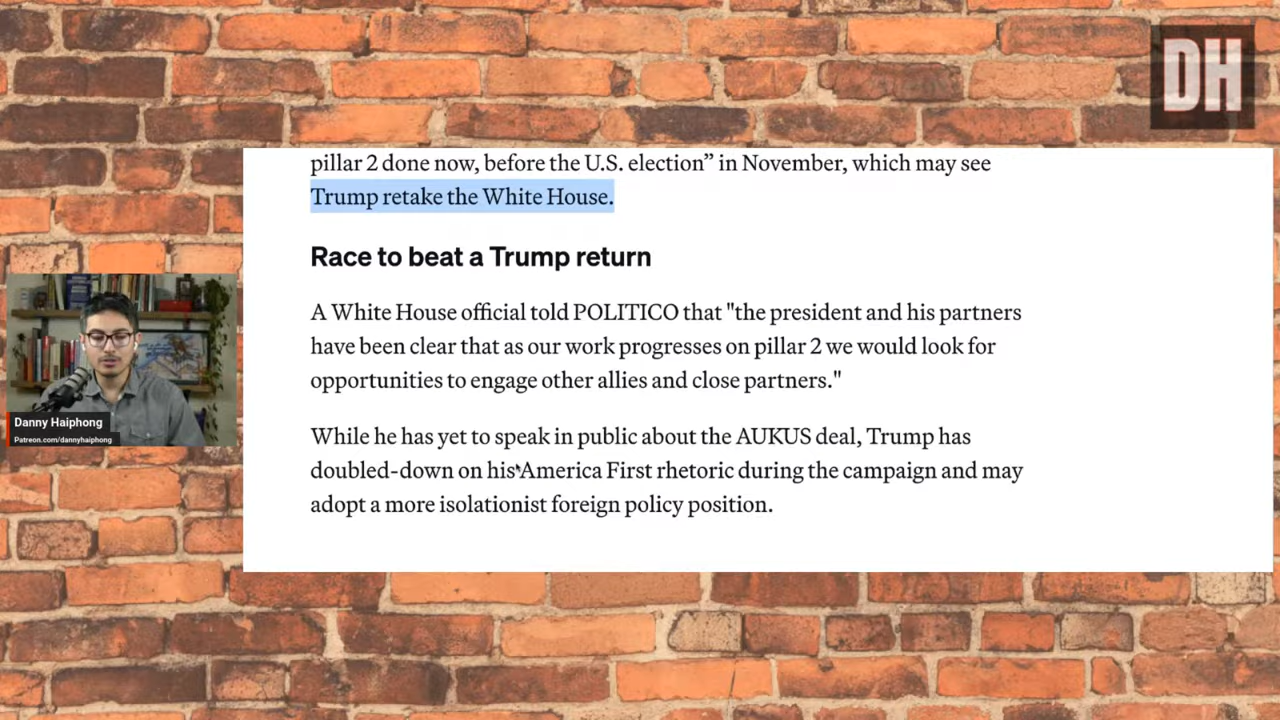 DH
pillar 2 done now, before the U.S. election” in November, which may see
Trump retake the White House.
Race to beat a Trump return
A White House official told POLITICO that "the president and his partners
have been clear that as our work progresses on pillar 2 we would look for
opportunities to engage other allies and close partners."
While he has yet to speak in public about the AUKUS deal, Trump has
doubled-down on his America First rhetoric during the campaign and may
adopt a more isolationist foreign policy position.
Danny Haiphong
Patreon.com/dannyhaiphong